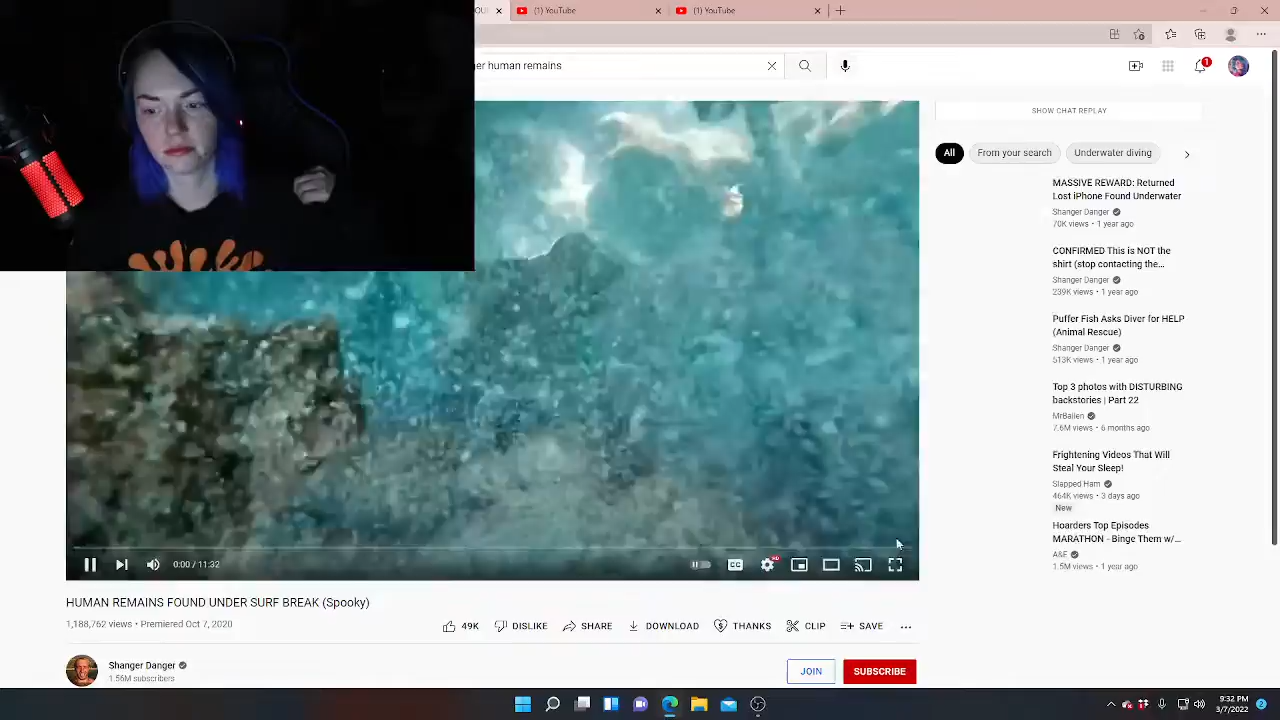 (1) YouTube
(1) YouTube
er human remains
1
SHOW CHAT REPLAY
All
From your search
Underwater diving
MASSIVE REWARD: Returned
Lost iPhone Found Underwater
Shanger Danger
70K views • 1 year ago
CONFIRMED This is NOT the
shirt (stop contacting the...
Shanger Danger
239K views • 1 year ago
Puffer Fish Asks Diver for HELP
(Animal Rescue)
Shanger Danger
513K views • 1 year ago
Top 3 photos with DISTURBING
backstories | Part 22
MrBallen
7.6M views • 6 months ago
Frightening Videos That Will
Steal Your Sleep!
Slapped Ham
464K views • 3 days ago
New
Hoarders Top Episodes
MARATHON - Binge Them w/...
A&E
1.5M views • 1 year ago
0:00 / 11:32
CC
HD
HUMAN REMAINS FOUND UNDER SURF BREAK (Spooky)
1,188,762 views • Premiered Oct 7, 2020
49K
DISLIKE
SHARE
DOWNLOAD
THANKS
CLIP
SAVE
Shanger Danger
1.56M subscribers
JOIN
SUBSCRIBE
9:32 PM
3/7/2022
2